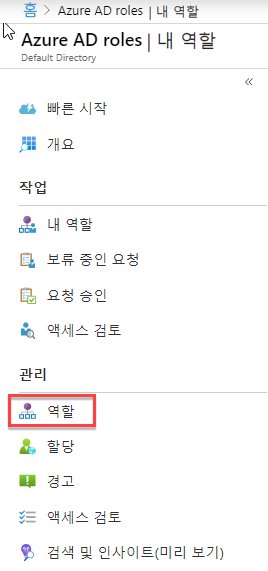 홈 > Azure AD roles | 내 역할
Azure AD roles | 내 역할
Default Directory
«
빠른 시작
개요
작업
내 역할
보류 중인 요청
요청 승인
액세스 검토
관리
역할
할당
경고
액세스 검토
검색 및 인사이트(미리 보기)